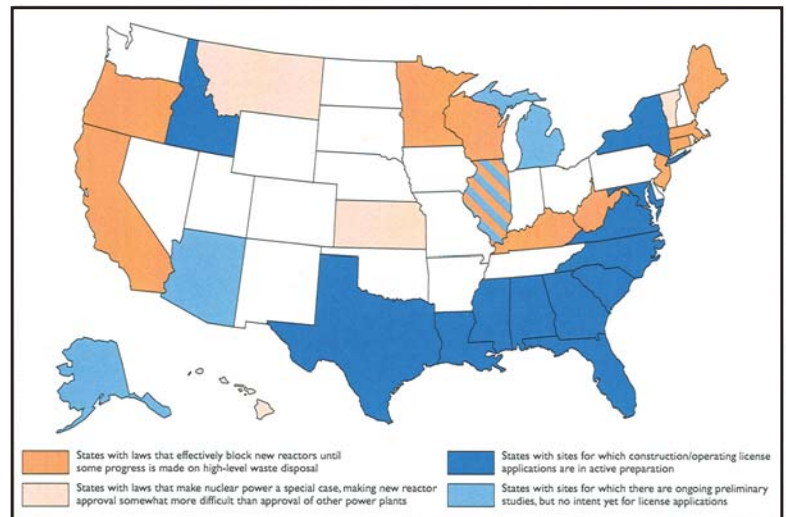 States with laws that effectively block new reactors until
some progress is made on high-level waste disposal
States with laws that make nuclear power a special case, making new reactor
approval somewhat more difficult than approval of other power plants
States with sites for which construction/operating license
applications are in active preparation
States with sites for which there are ongoing preliminary
studies, but no intent yet for license applications